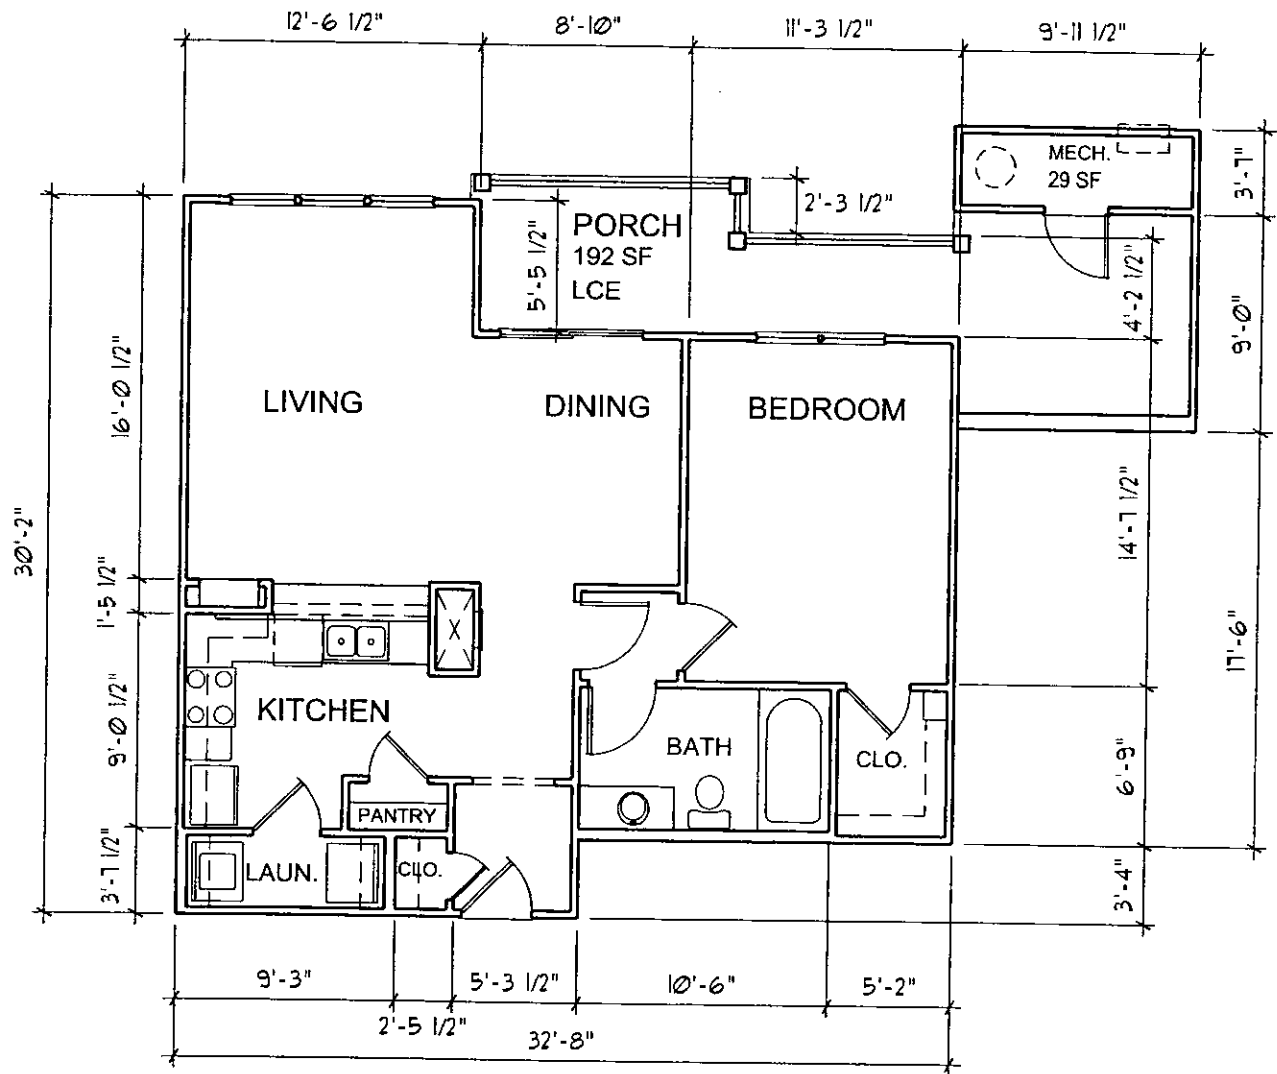 12'-6 1/2"
8'-10"
11'-3 1/2"
9'-11 1/2"
MECH.
29 SF
3'-7"
2'-3 1/2"
PORCH
192 SF
LCE
5'-5 1/2"
4'-2 1/2"
9'-0"
LIVING
DINING
BEDROOM
16'-0 1/2"
30'-2"
14'-7 1/2"
1'-5 1/2"
17'-6"
X
KITCHEN
9'-0 1/2"
BATH
CLO.
6'-9"
PANTRY
LAUN.
CLO.
3'-7 1/2"
3'-4"
9'-3"
5'-3 1/2"
10'-6"
5'-2"
2'-5 1/2"
32'-8"